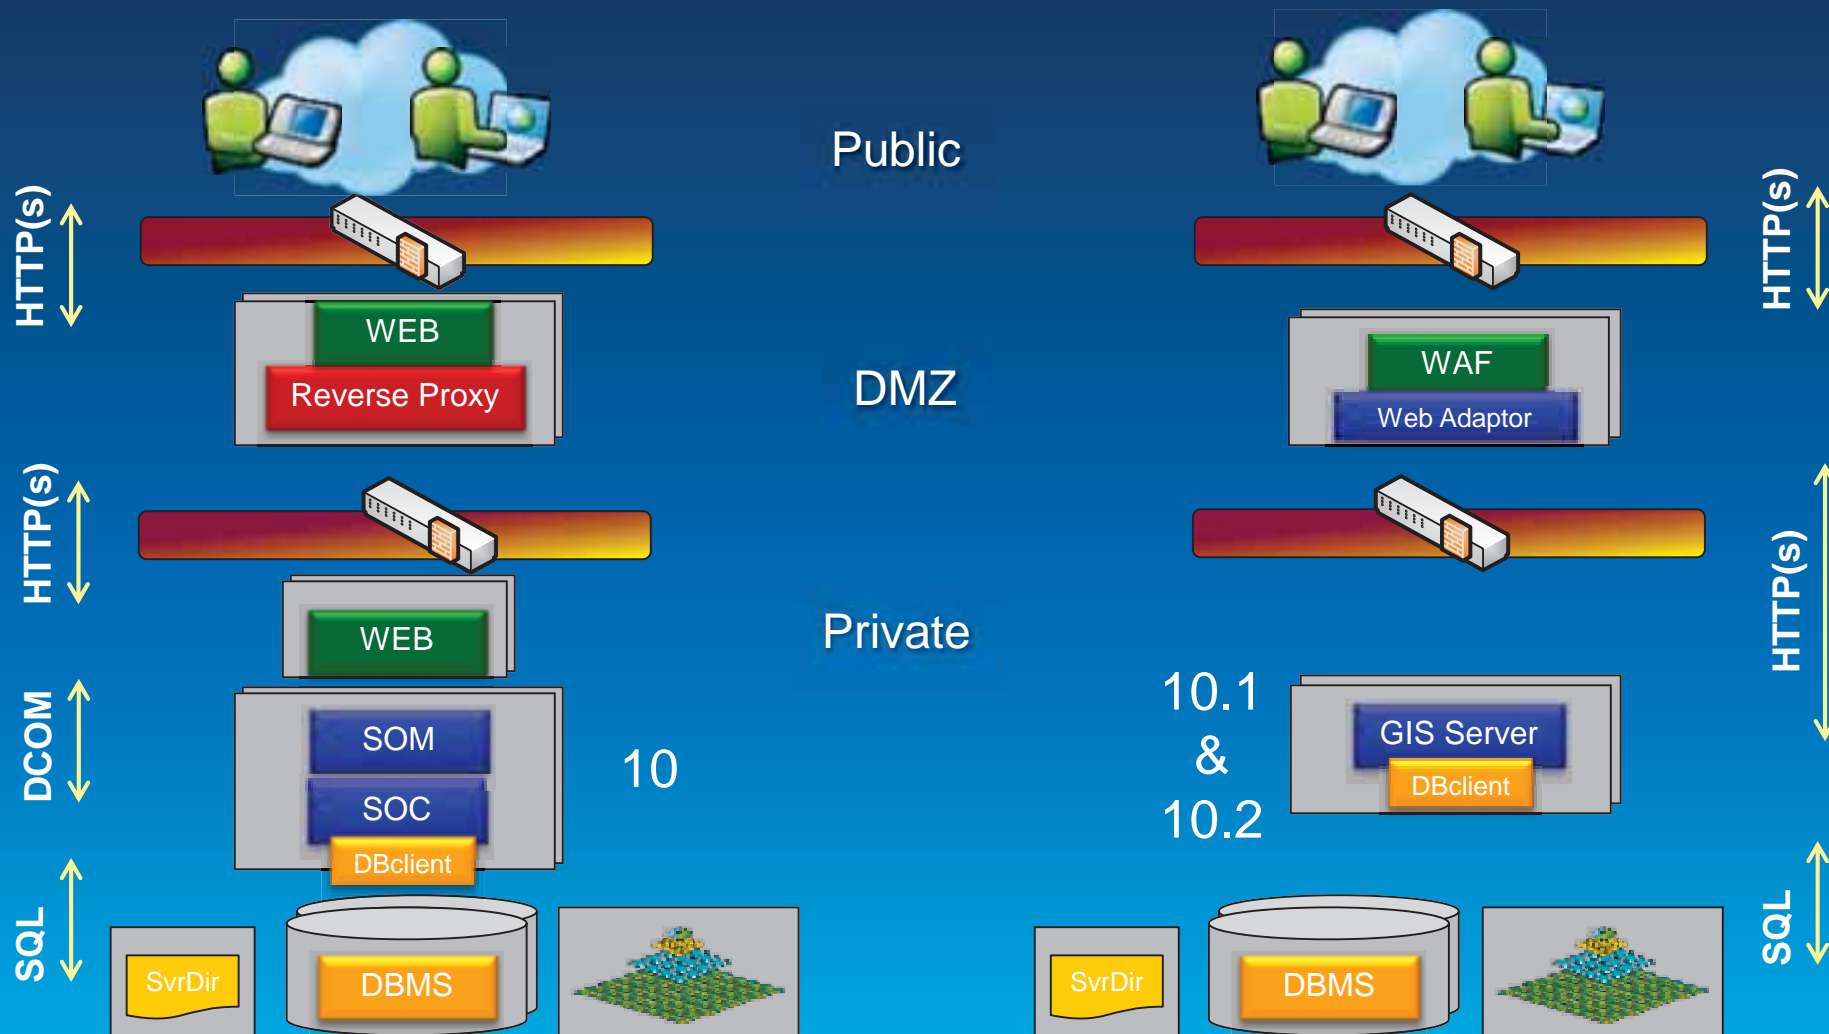 Public
HTTP(s)
HTTP(s)
WEB
Reverse Proxy
DMZ
WAF
Web Adaptor
HTTP(s)
HTTP(s)
WEB
Private
DCOM
SOM
SOC
DBclient
10
10.1
&
10.2
GIS Server
DBclient
SQL
SvrDir
DBMS
SvrDir
DBMS
SQL